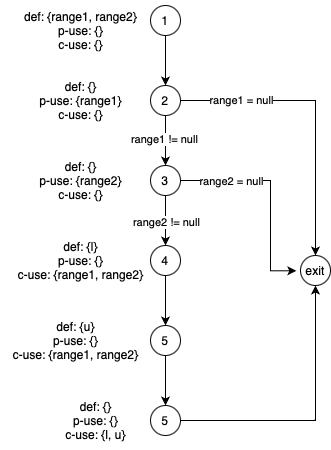 def: {range1, range2}
p-use: {}
c-use: {}
1
def: {}
p-use: {range1}
c-use: {}
2
range1 = null
range1 != null
def: {}
p-use: {range2}
c-use: {}
3
range2 = null
range2 != null
def: {l}
p-use: {}
c-use: {range1, range2}
4
exit
def: {u}
p-use: {}
c-use: {range1, range2}
5
def: {}
p-use: {}
c-use: {l, u}
5